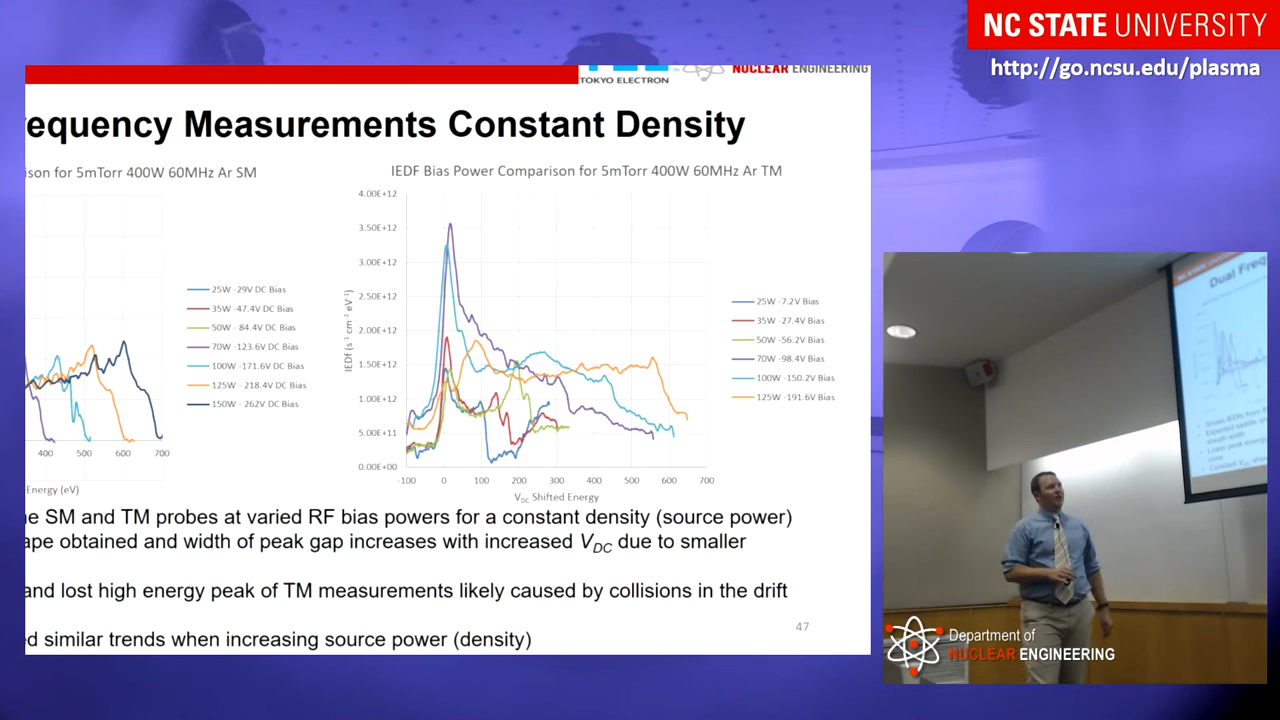 NC STATE UNIVERSITY
http://go.ncsu.edu/plasma
TOKYO ELECTRON
NUCLEAR ENGINEERING
requency Measurements Constant Density
ison for 5mTorr 400W 60MHz Ar SM
25W -29V DC Bias
35W -47.4V DC Bias
50W - 84.4V DC Bias
70W -123.6V DC Bias
100W -171.6V DC Bias
125W - 218.4V DC Bias
150W - 262V DC Bias
400 500 600 700
Energy (eV)
IEDF Bias Power Comparison for 5mTorr 400W 60MHz Ar TM
4.00E+12
3.50E+12
3.00E+12
2.50E+12
2.00E+12
1.50E+12
1.00E+12
5.00E+11
0.00E+00
IEDf (s⁻¹ cm⁻² eV⁻¹)
-100 0 100 200 300 400 500 600 700
VDC Shifted Energy
25W -7.2V Bias
35W -27.4V Bias
50W -56.2V Bias
70W -98.4V Bias
100W -150.2V Bias
125W -191.6V Bias
e SM and TM probes at varied RF bias powers for a constant density (source power)
ape obtained and width of peak gap increases with increased VDC due to smaller
and lost high energy peak of TM measurements likely caused by collisions in the drift
d similar trends when increasing source power (density)
47
Dual Freq
Department of
NUCLEAR ENGINEERING